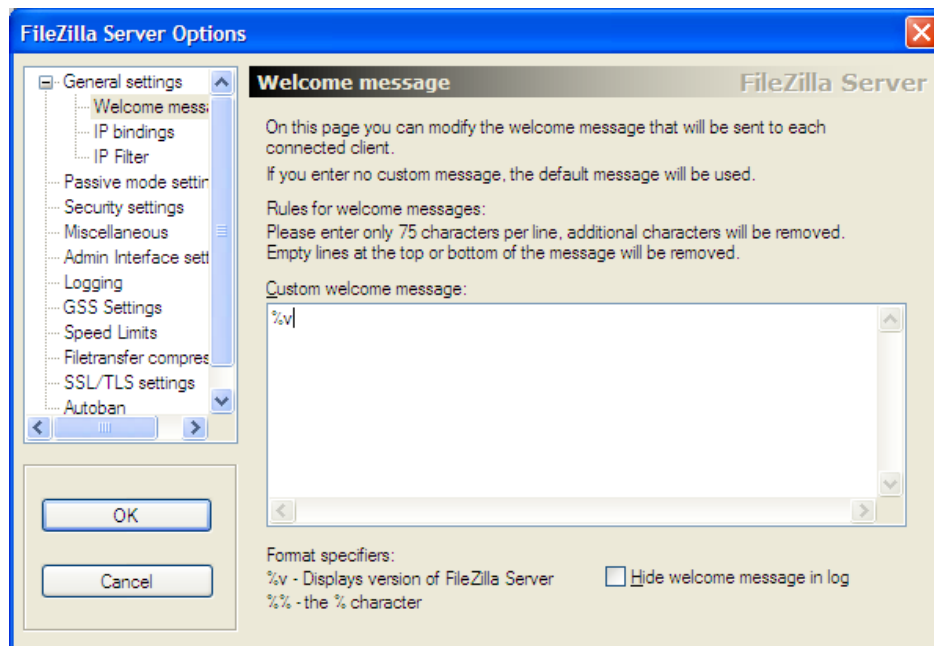 FileZilla Server Options
General settings
Welcome messa
IP bindings
IP Filter
Passive mode settin
Security settings
Miscellaneous
Admin Interface sett
Logging
GSS Settings
Speed Limits
Filetransfer compres
SSL/TLS settings
Autoban
OK
Cancel
Welcome message
FileZilla Server
On this page you can modify the welcome message that will be sent to each
connected client.
If you enter no custom message, the default message will be used.
Rules for welcome messages:
Please enter only 75 characters per line, additional characters will be removed.
Empty lines at the top or bottom of the message will be removed.
Custom welcome message:
%v
Format specifiers:
%v - Displays version of FileZilla Server
%% - the % character
Hide welcome message in log